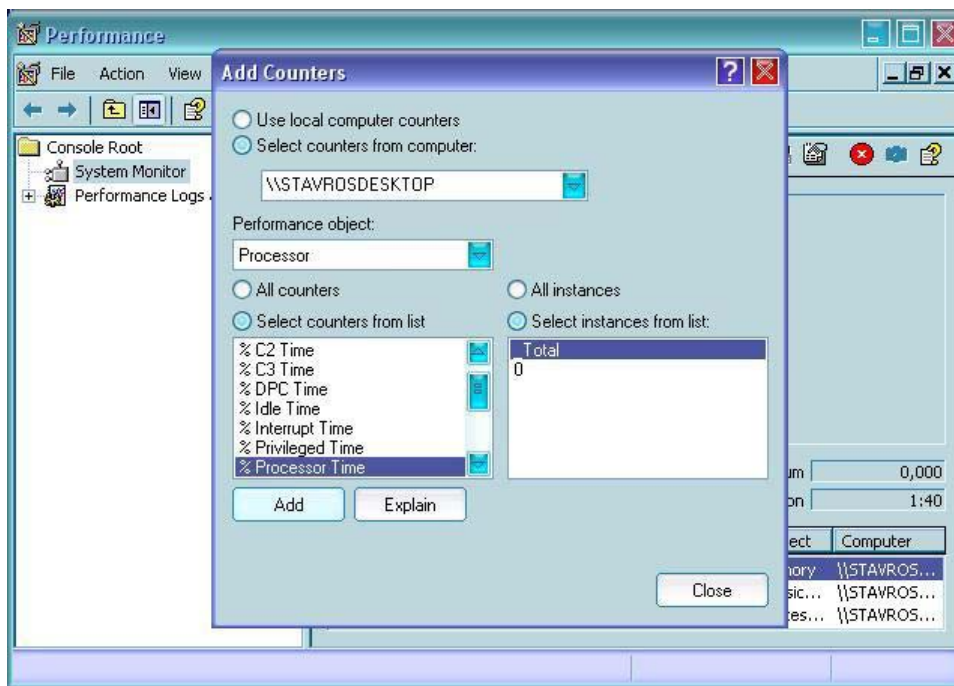 Performance
File Action View
Add Counters
Use local computer counters
Select counters from computer:
\\STAVROSDESKTOP
Performance object:
Processor
All counters
All instances
Select counters from list
Select instances from list:
% C2 Time
% C3 Time
% DPC Time
% Idle Time
% Interrupt Time
% Privileged Time
% Processor Time
_Total
0
Add
Explain
Close
Console Root
System Monitor
Performance Logs
0,000
1:40
Computer
\\STAVROS...
\\STAVROS...
\\STAVROS...